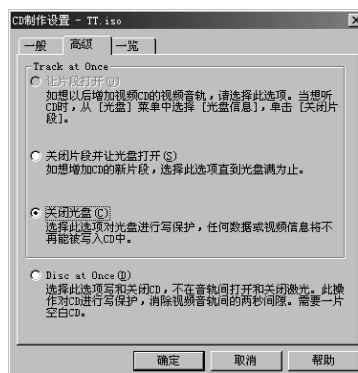 CD制作设置 - TT.iso
一般 高级 一览
Track at Once
让片段打开(O)
如想以后增加视频CD的视频音轨，请选择此选项。当想听
CD时，从 [光盘] 菜单中选择 [光盘信息]，单击 [关闭片
段]。
关闭片段并让光盘打开(S)
如想增加CD的新片段，选择此选项直到光盘满为止。
关闭光盘(C)
选择此选项对光盘进行写保护，任何数据或视频信息将不
再能被写入CD中。
Disc at Once(D)
选择此选项写和关闭CD，不在音轨间打开和关闭激光。此操
作对CD进行写保护，消除视频音轨间的两秒间隙。需要一片
空白CD。
确定 取消 帮助